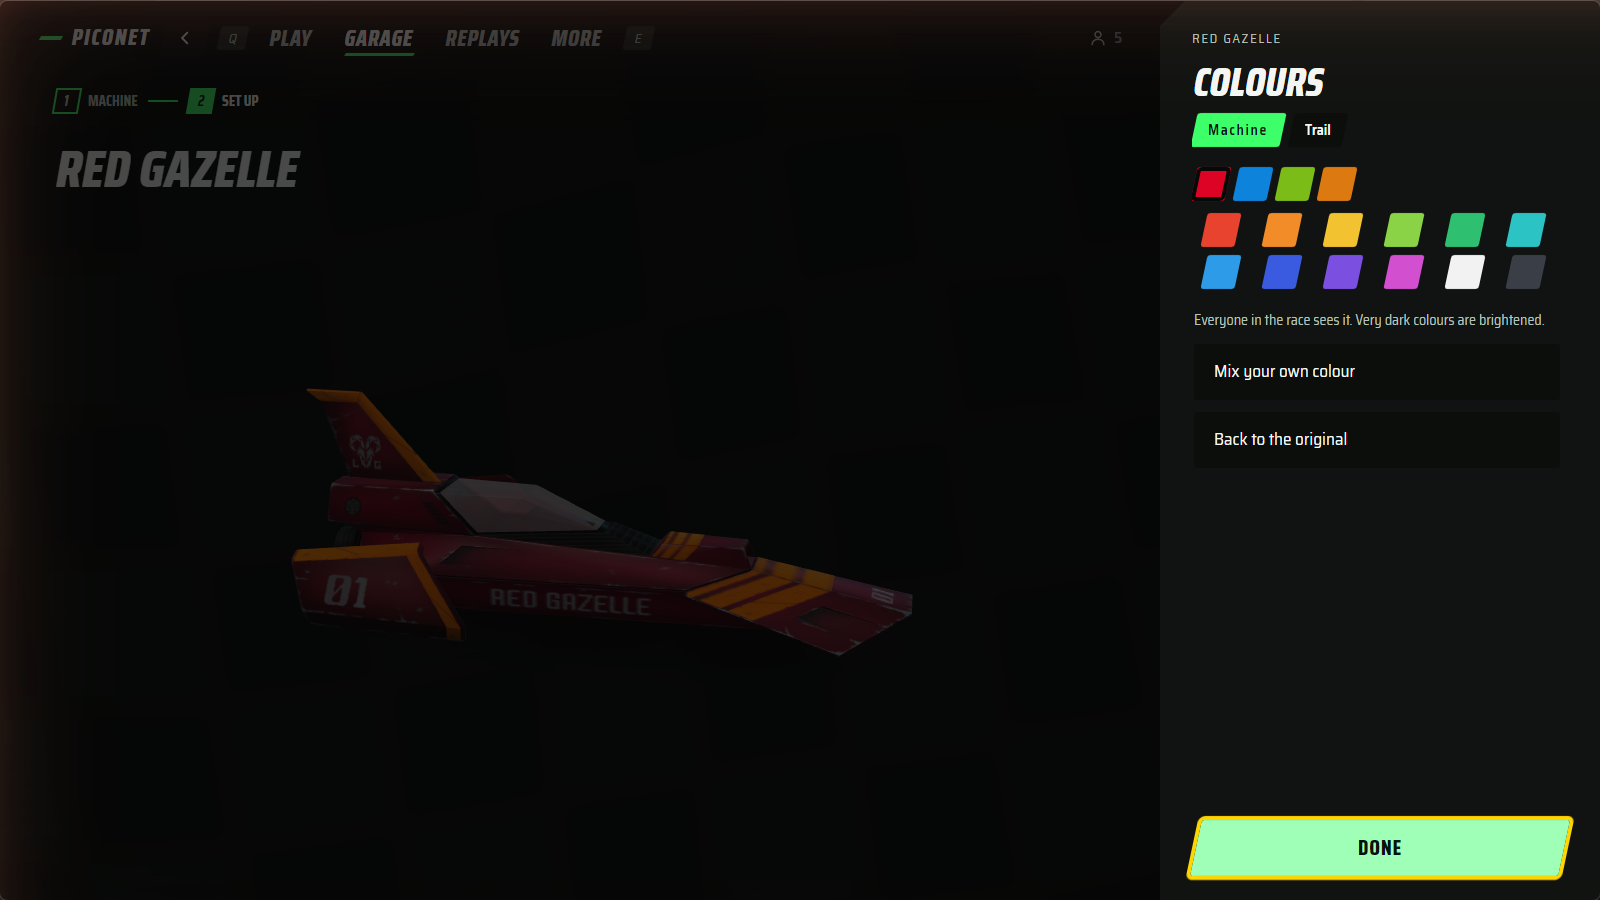 PICONET
Q PLAY GARAGE REPLAYS MORE E
5
1 MACHINE 2 SET UP
RED GAZELLE
L G
01
RED GAZELLE
01
RED GAZELLE
COLOURS
Machine Trail
Everyone in the race sees it. Very dark colours are brightened.
Mix your own colour
Back to the original
DONE